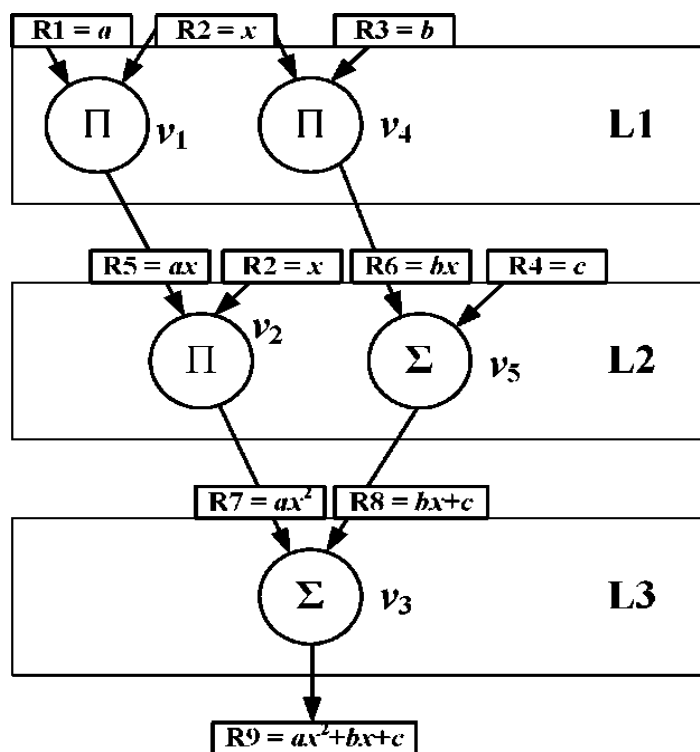 R1 = a R2 = x R3 = b
Π v₁ Π v₄ L1
R5 = ax R2 = x R6 = bx R4 = c
Π v₂ Σ v₅ L2
R7 = ax² R8 = bx+c
Σ v₃ L3
R9 = ax²+bx+c